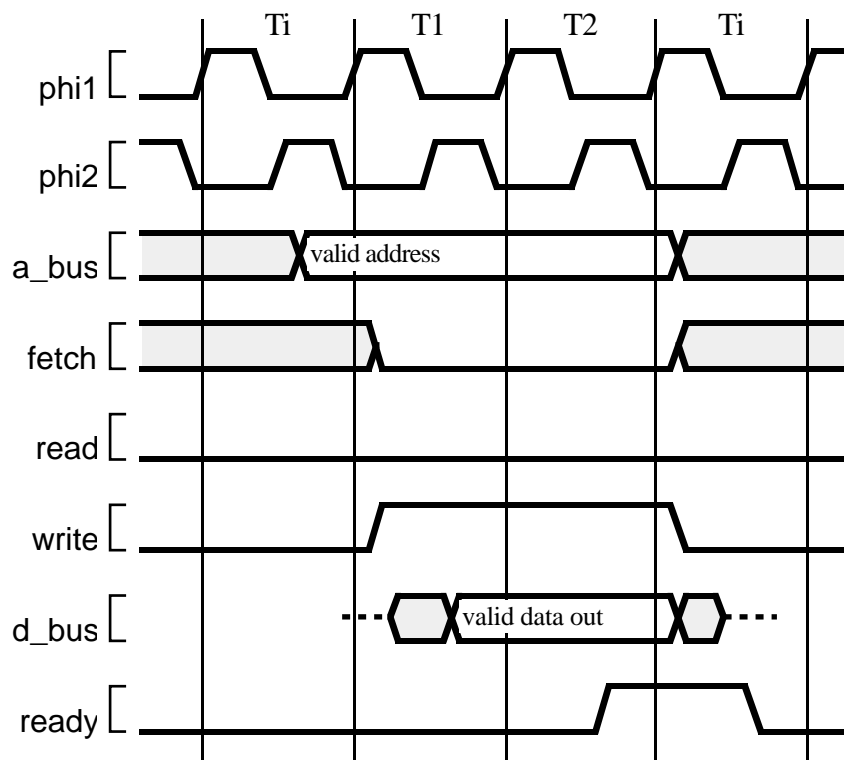 Ti T1 T2 Ti
phi1
phi2
a_bus valid address
fetch
read
write
d_bus valid data out
ready